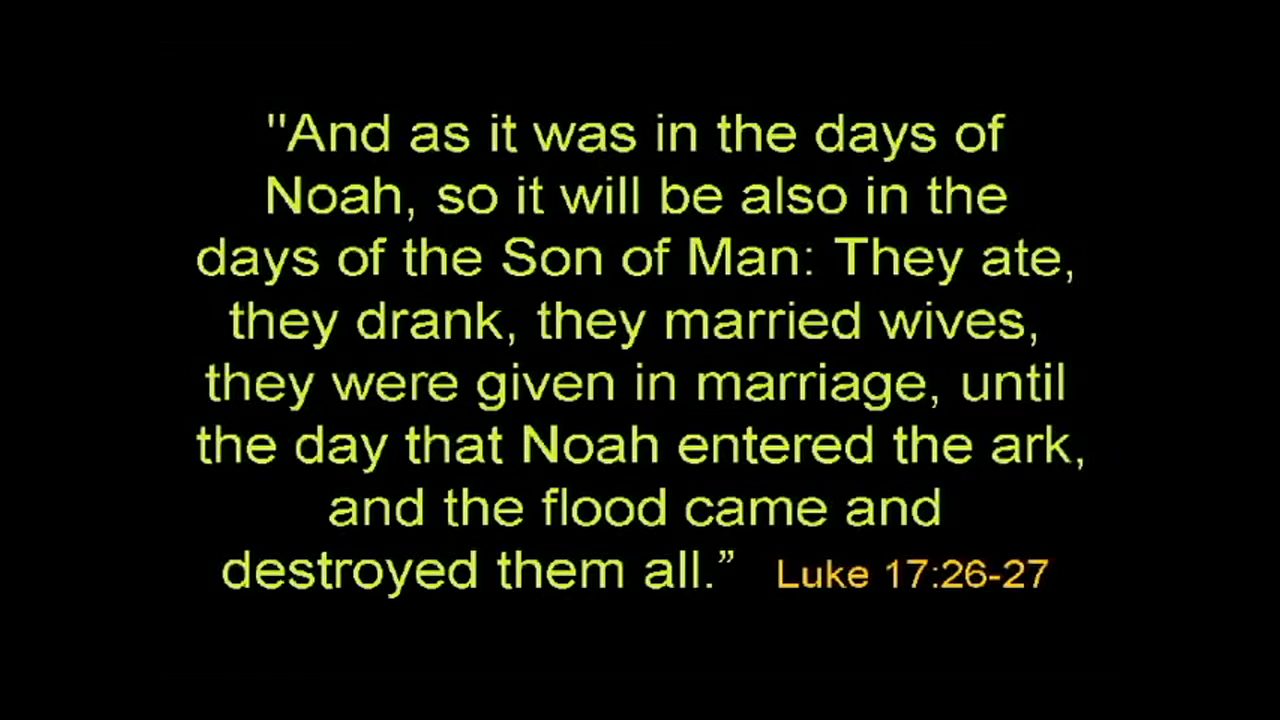 "And as it was in the days of
Noah, so it will be also in the
days of the Son of Man: They ate,
they drank, they married wives,
they were given in marriage, until
the day that Noah entered the ark,
and the flood came and
destroyed them all.” Luke 17:26-27